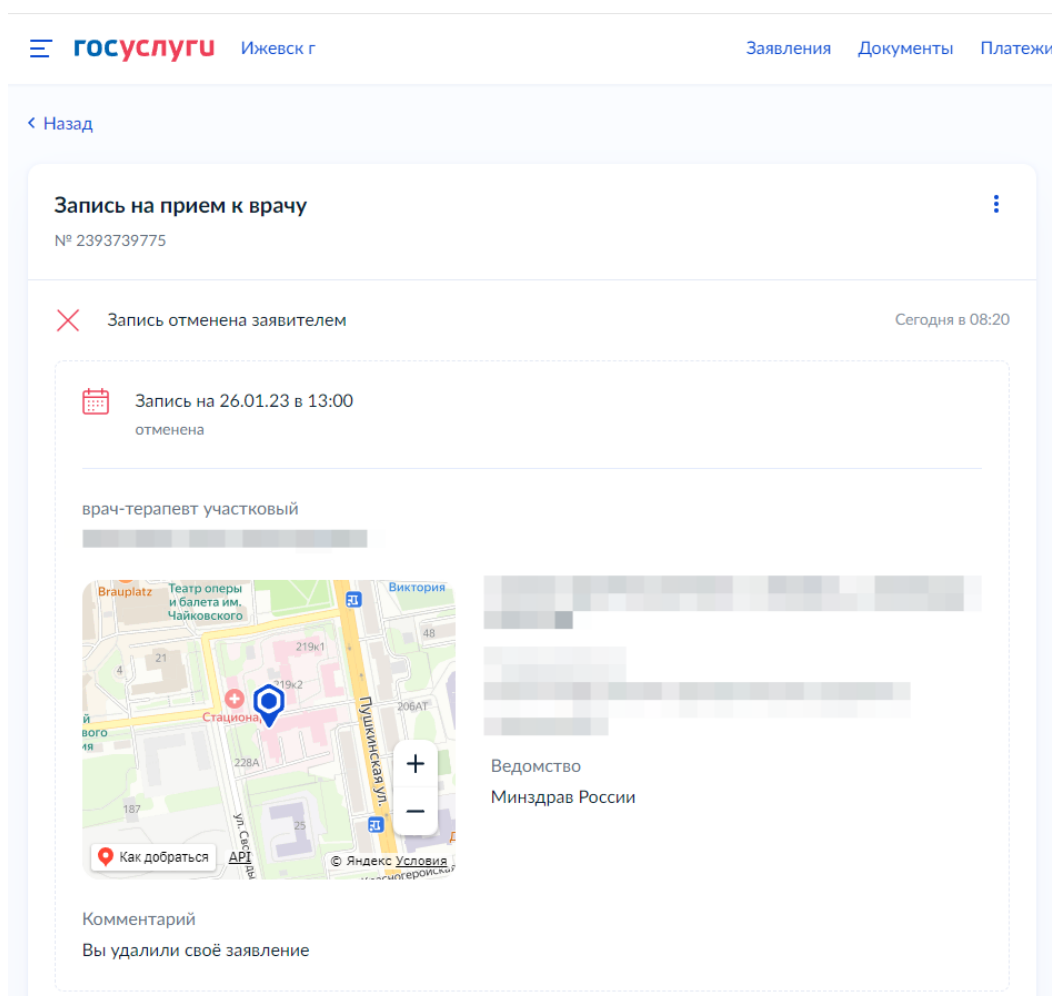 госуслуги Ижевск г Заявления Документы Платежи
Назад
Запись на прием к врачу
№ 2393739775
Запись отменена заявителем Сегодня в 08:20
Запись на 26.01.23 в 13:00
отменена
врач-терапевт участковый
Brauplatz
Театр оперы
и балета им.
Чайковского
Виктория
48
219к1
21
4
219к2
Стациона
206АТ
Пушкинская ул.
й
вого
ия
228А
187
25
ул.
Как добраться API © Яндекс Условия
Ведомство
Минздрав России
Комментарий
Вы удалили своё заявление